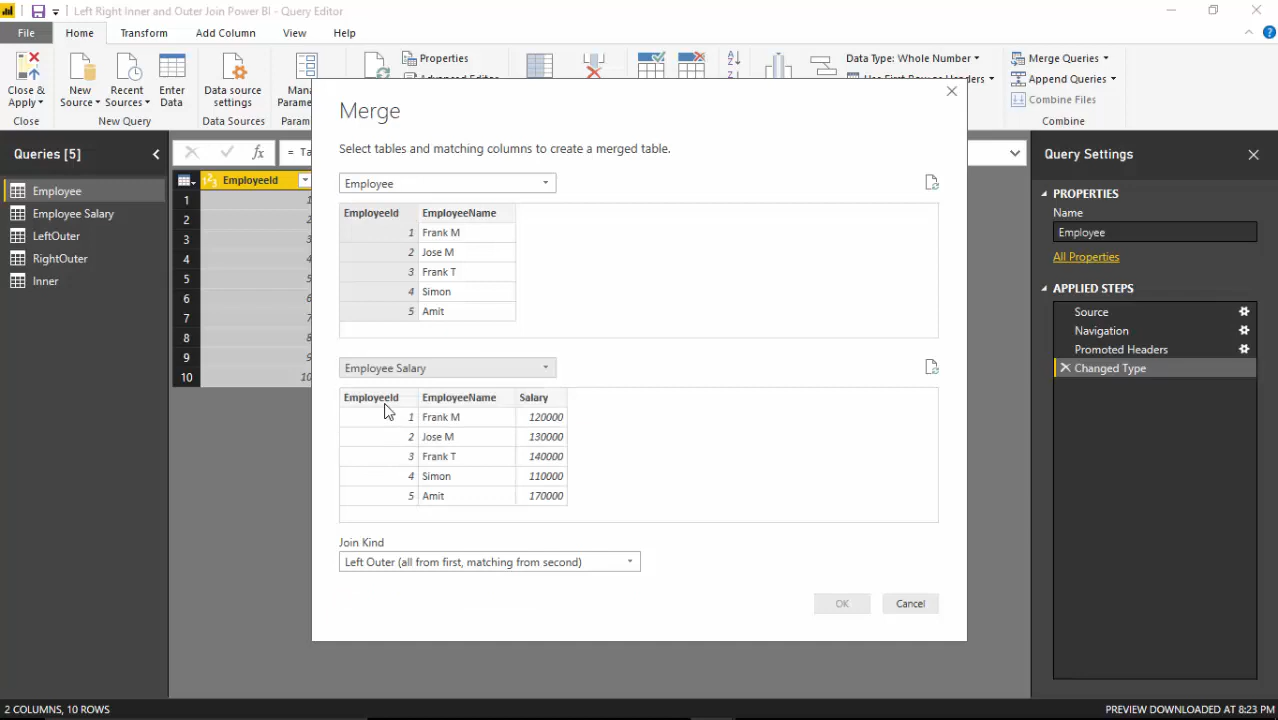 Left Right Inner and Outer Join Power BI - Query Editor
File Home Transform Add Column View Help
Close & Apply
Close
New Source
Recent Sources
Enter Data
New Query
Data source settings
Data Sources
Properties
Data Type: Whole Number
Merge Queries
Append Queries
Combine Files
Combine
Queries [5]
Employee
Employee Salary
LeftOuter
RightOuter
Inner
fx
EmployeeId
1
2
3
4
5
6
7
8
9
10
Merge
Select tables and matching columns to create a merged table.
Employee
EmployeeId EmployeeName
1 Frank M
2 Jose M
3 Frank T
4 Simon
5 Amit
Employee Salary
EmployeeId EmployeeName Salary
1 Frank M 120000
2 Jose M 130000
3 Frank T 140000
4 Simon 110000
5 Amit 170000
Join Kind
Left Outer (all from first, matching from second)
OK Cancel
Query Settings
PROPERTIES
Name
Employee
All Properties
APPLIED STEPS
Source
Navigation
Promoted Headers
Changed Type
2 COLUMNS, 10 ROWS
PREVIEW DOWNLOADED AT 8:23 PM